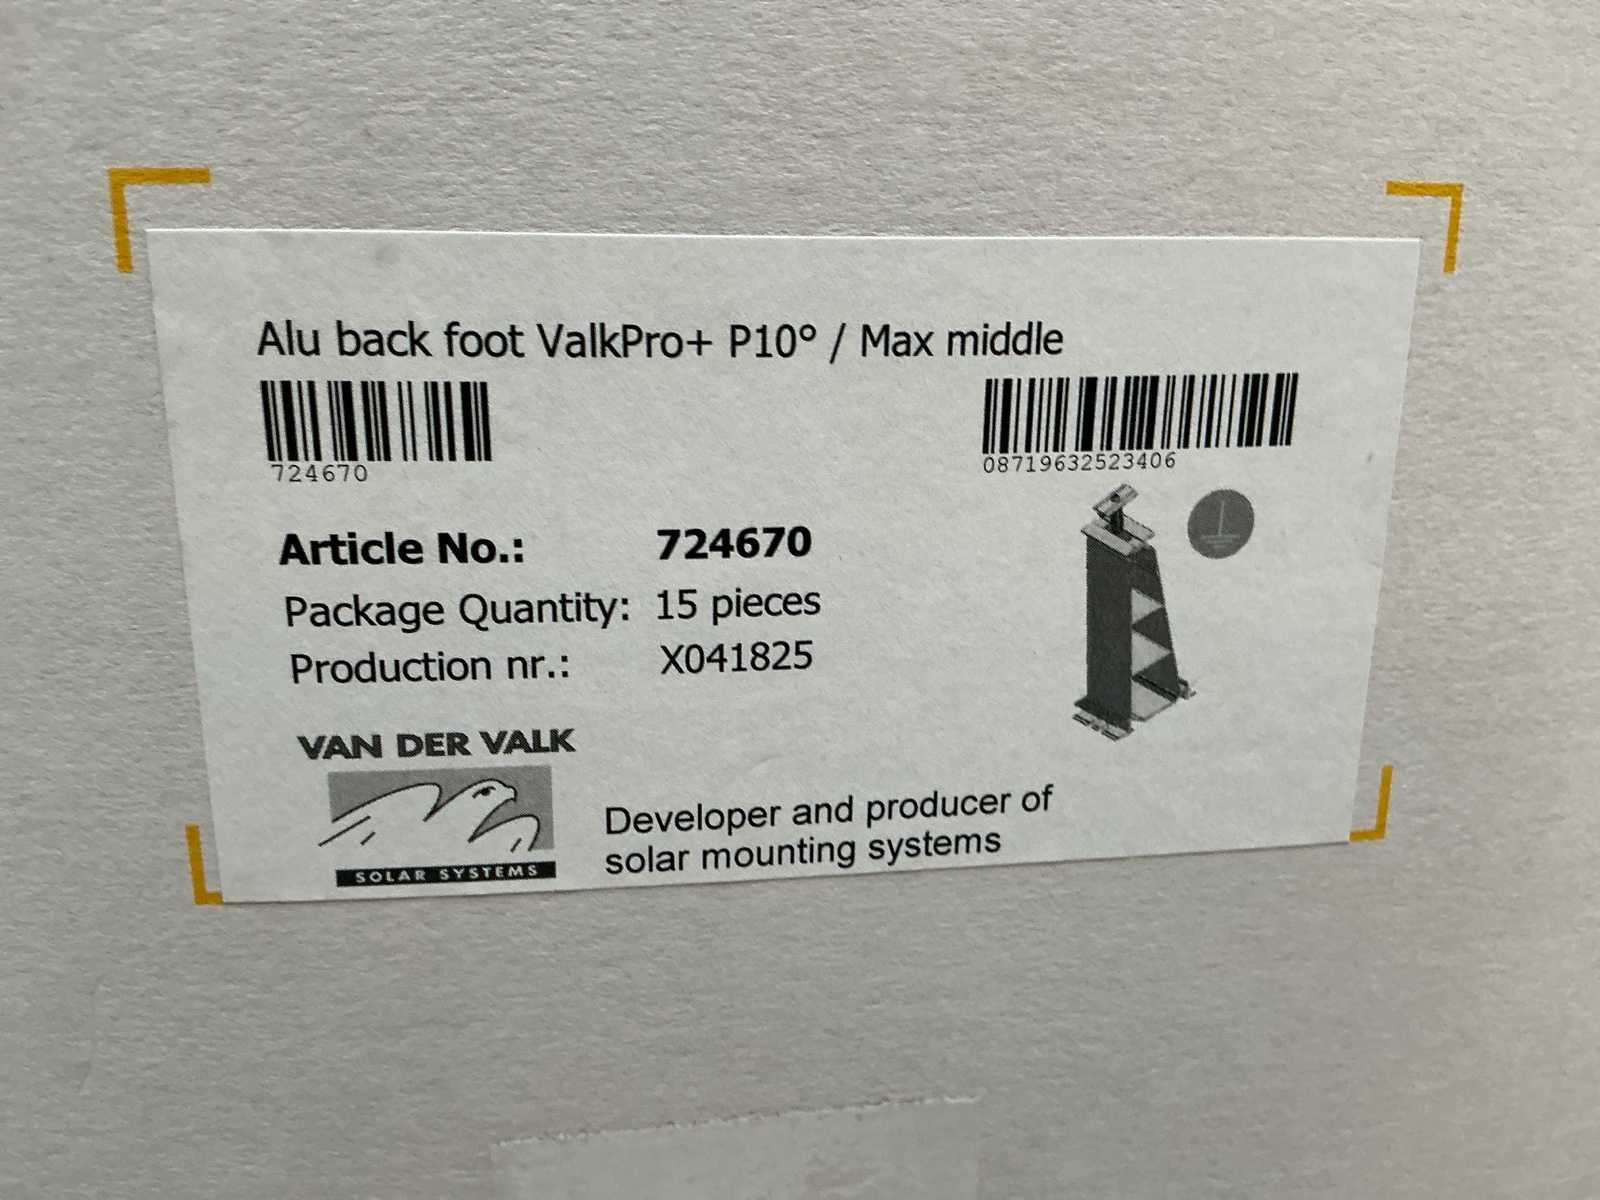 Alu back foot ValkPro+ P10° / Max middle
724670
08719632523406
Article No.: 724670
Package Quantity: 15 pieces
Production nr.: X041825
VAN DER VALK
SOLAR SYSTEMS
Developer and producer of
solar mounting systems